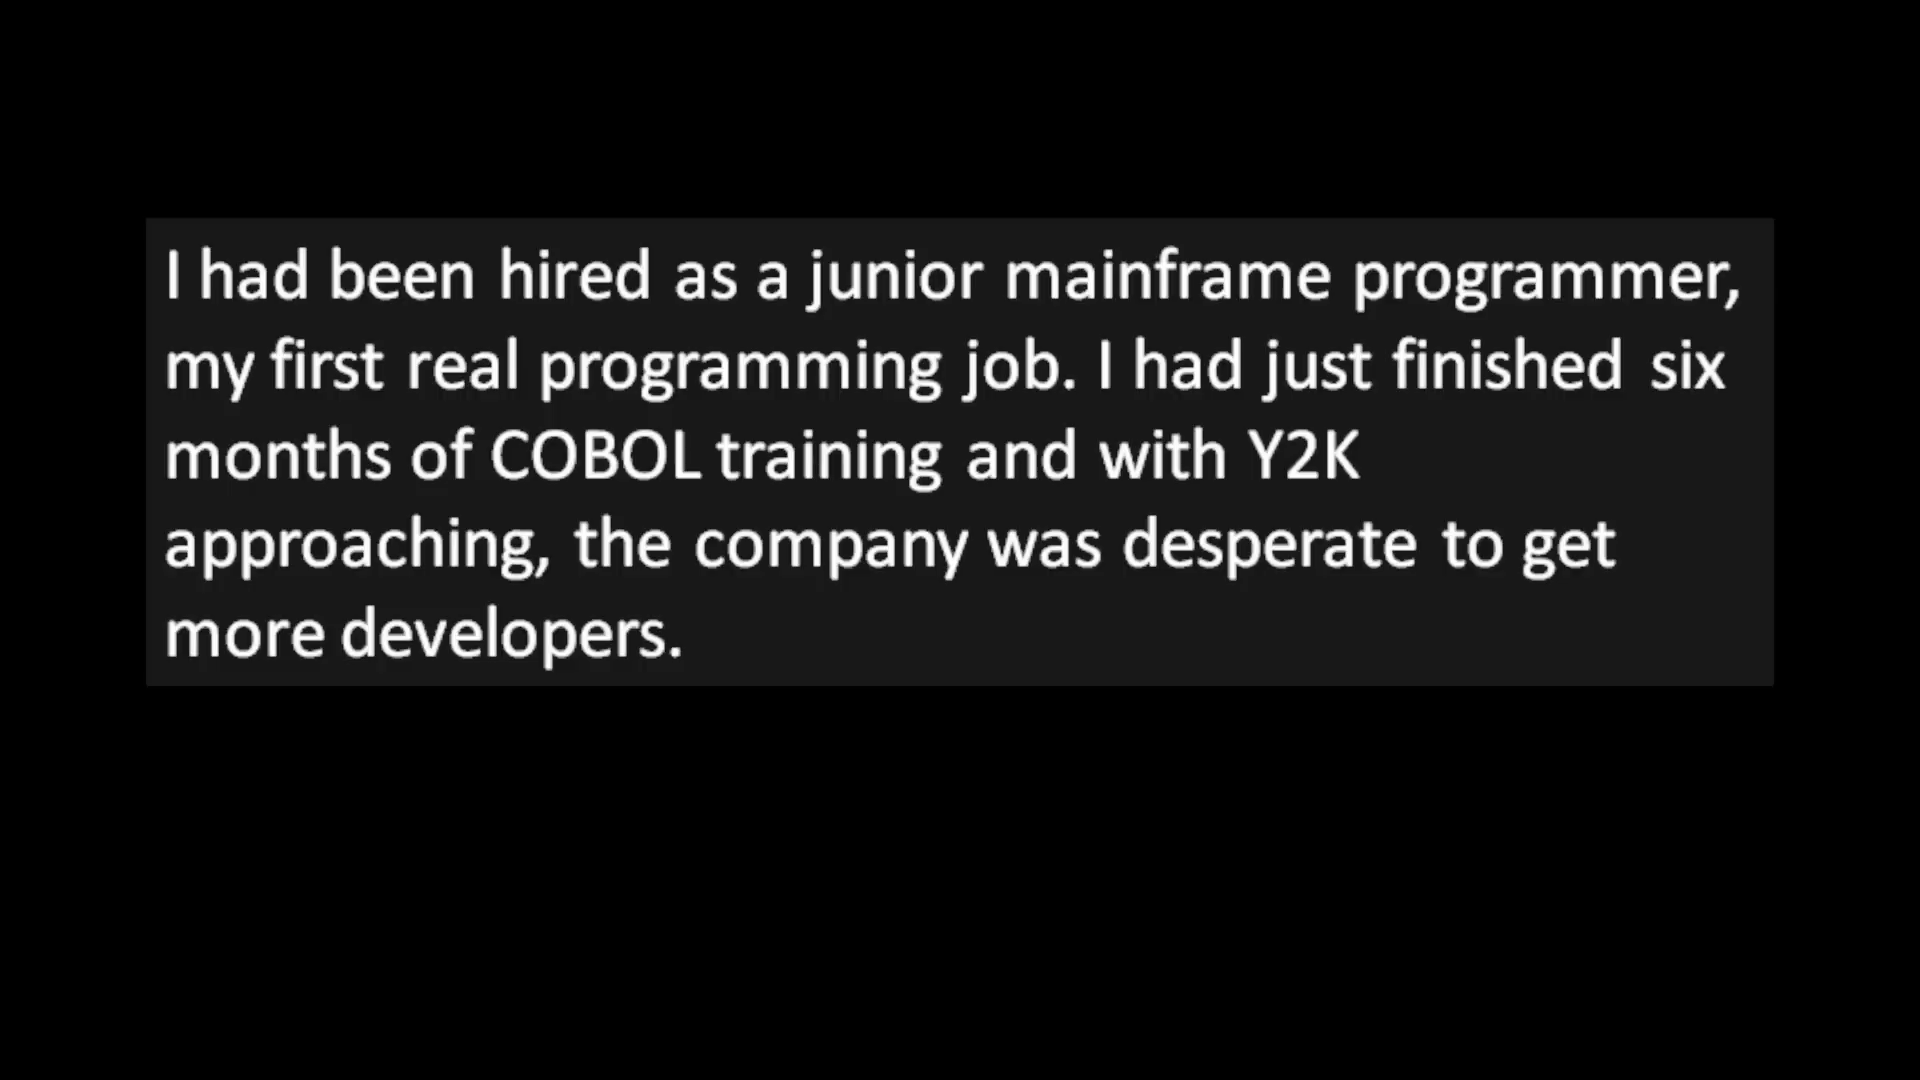 I had been hired as a junior mainframe programmer,
my first real programming job. I had just finished six
months of COBOL training and with Y2K
approaching, the company was desperate to get
more developers.